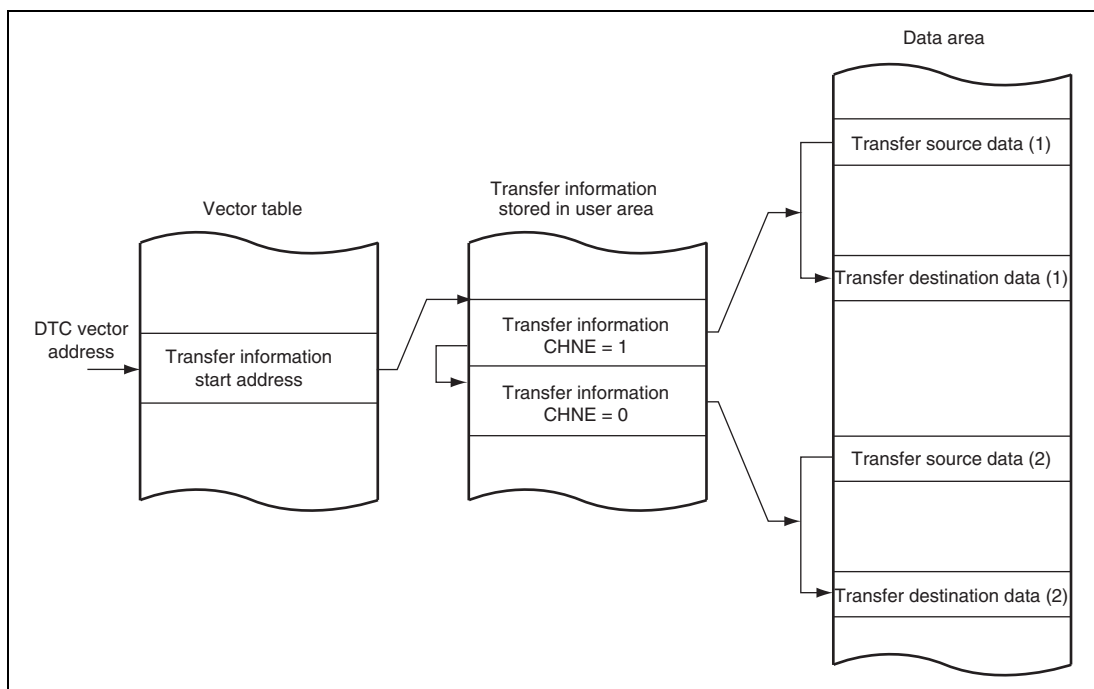 Data area
Transfer source data (1)
Transfer information
stored in user area
Vector table
Transfer destination data (1)
DTC vector
address
Transfer information
CHNE = 1
Transfer information
start address
Transfer information
CHNE = 0
Transfer source data (2)
Transfer destination data (2)